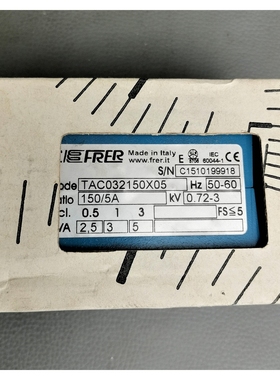 FRER
Made in Italy
www.frer.it
E
IEC
60044-1
CE
S/N C1510199918
ode TAC032150X05 Hz 50-60
atio 150/5A kV 0.72-3
cl. 0.5 1 3 FS≦5
VA 2,5 3 5